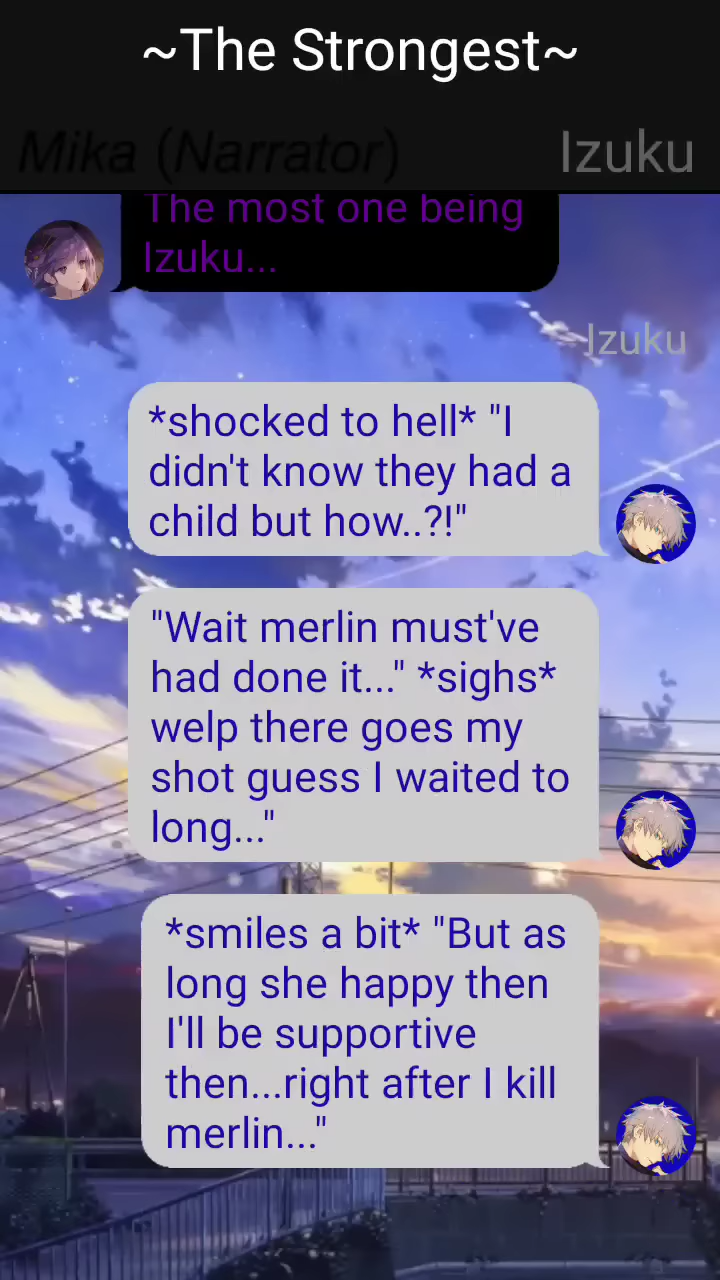 ~The Strongest~
Mika (Narrator)
Izuku
The most one being
Izuku...
Izuku
*shocked to hell* "I
didn't know they had a
child but how..?!"
"Wait merlin must've
had done it..." *sighs*
welp there goes my
shot guess I waited to
long..."
*smiles a bit* "But as
long she happy then
I'll be supportive
then...right after I kill
merlin..."